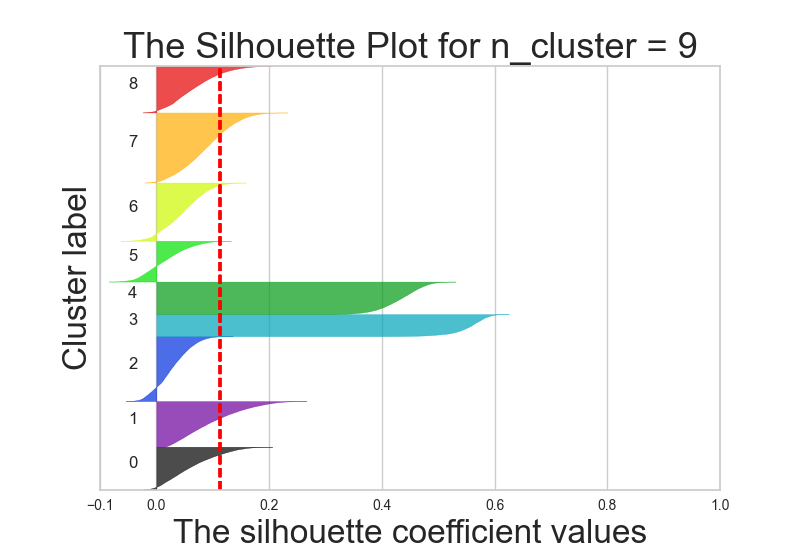 The Silhouette Plot for n_cluster = 9
8
7
6
5
4
3
2
1
0
Cluster label
−0.1 0.0 0.2 0.4 0.6 0.8 1.0
The silhouette coefficient values